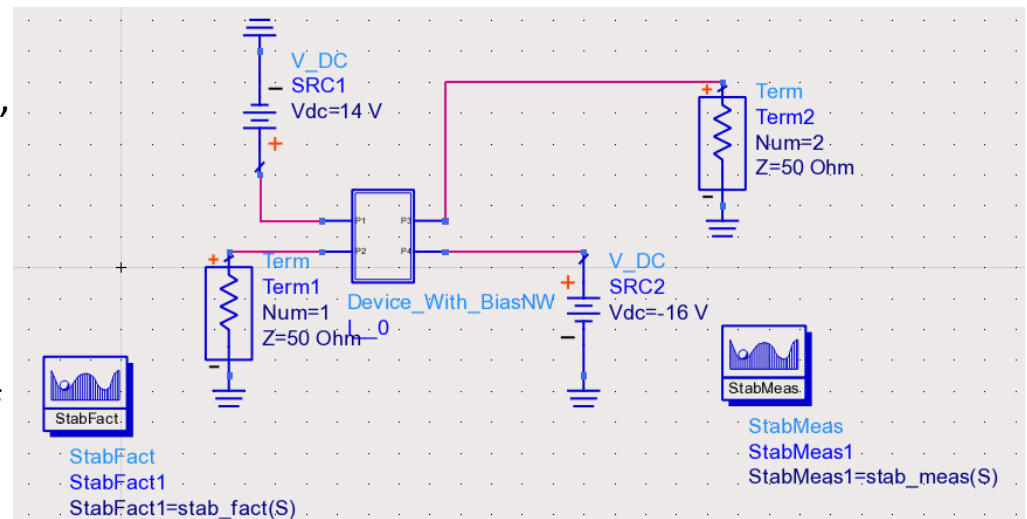 V_DC
SRC1
Vdc=14 V
Term
Term2
Num=2
Z=50 Ohm
P1
P3
P2
P4
Term
Term1
Num=1
Z=50 Ohm
Device_With_BiasNW
I__0
V_DC
SRC2
Vdc=-16 V
StabFact
StabFact
StabFact1
StabFact1=stab_fact(S)
StabMeas
StabMeas
StabMeas1
StabMeas1=stab_meas(S)